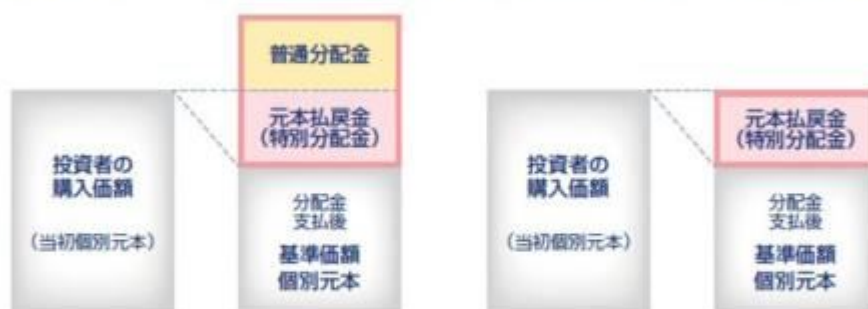 普通分配金
元本払戻金
(特別分配金)
投資者の
購入価額
(当初個別元本)
分配金
支払後
基準価額
個別元本
元本払戻金
(特別分配金)
投資者の
購入価額
(当初個別元本)
分配金
支払後
基準価額
個別元本